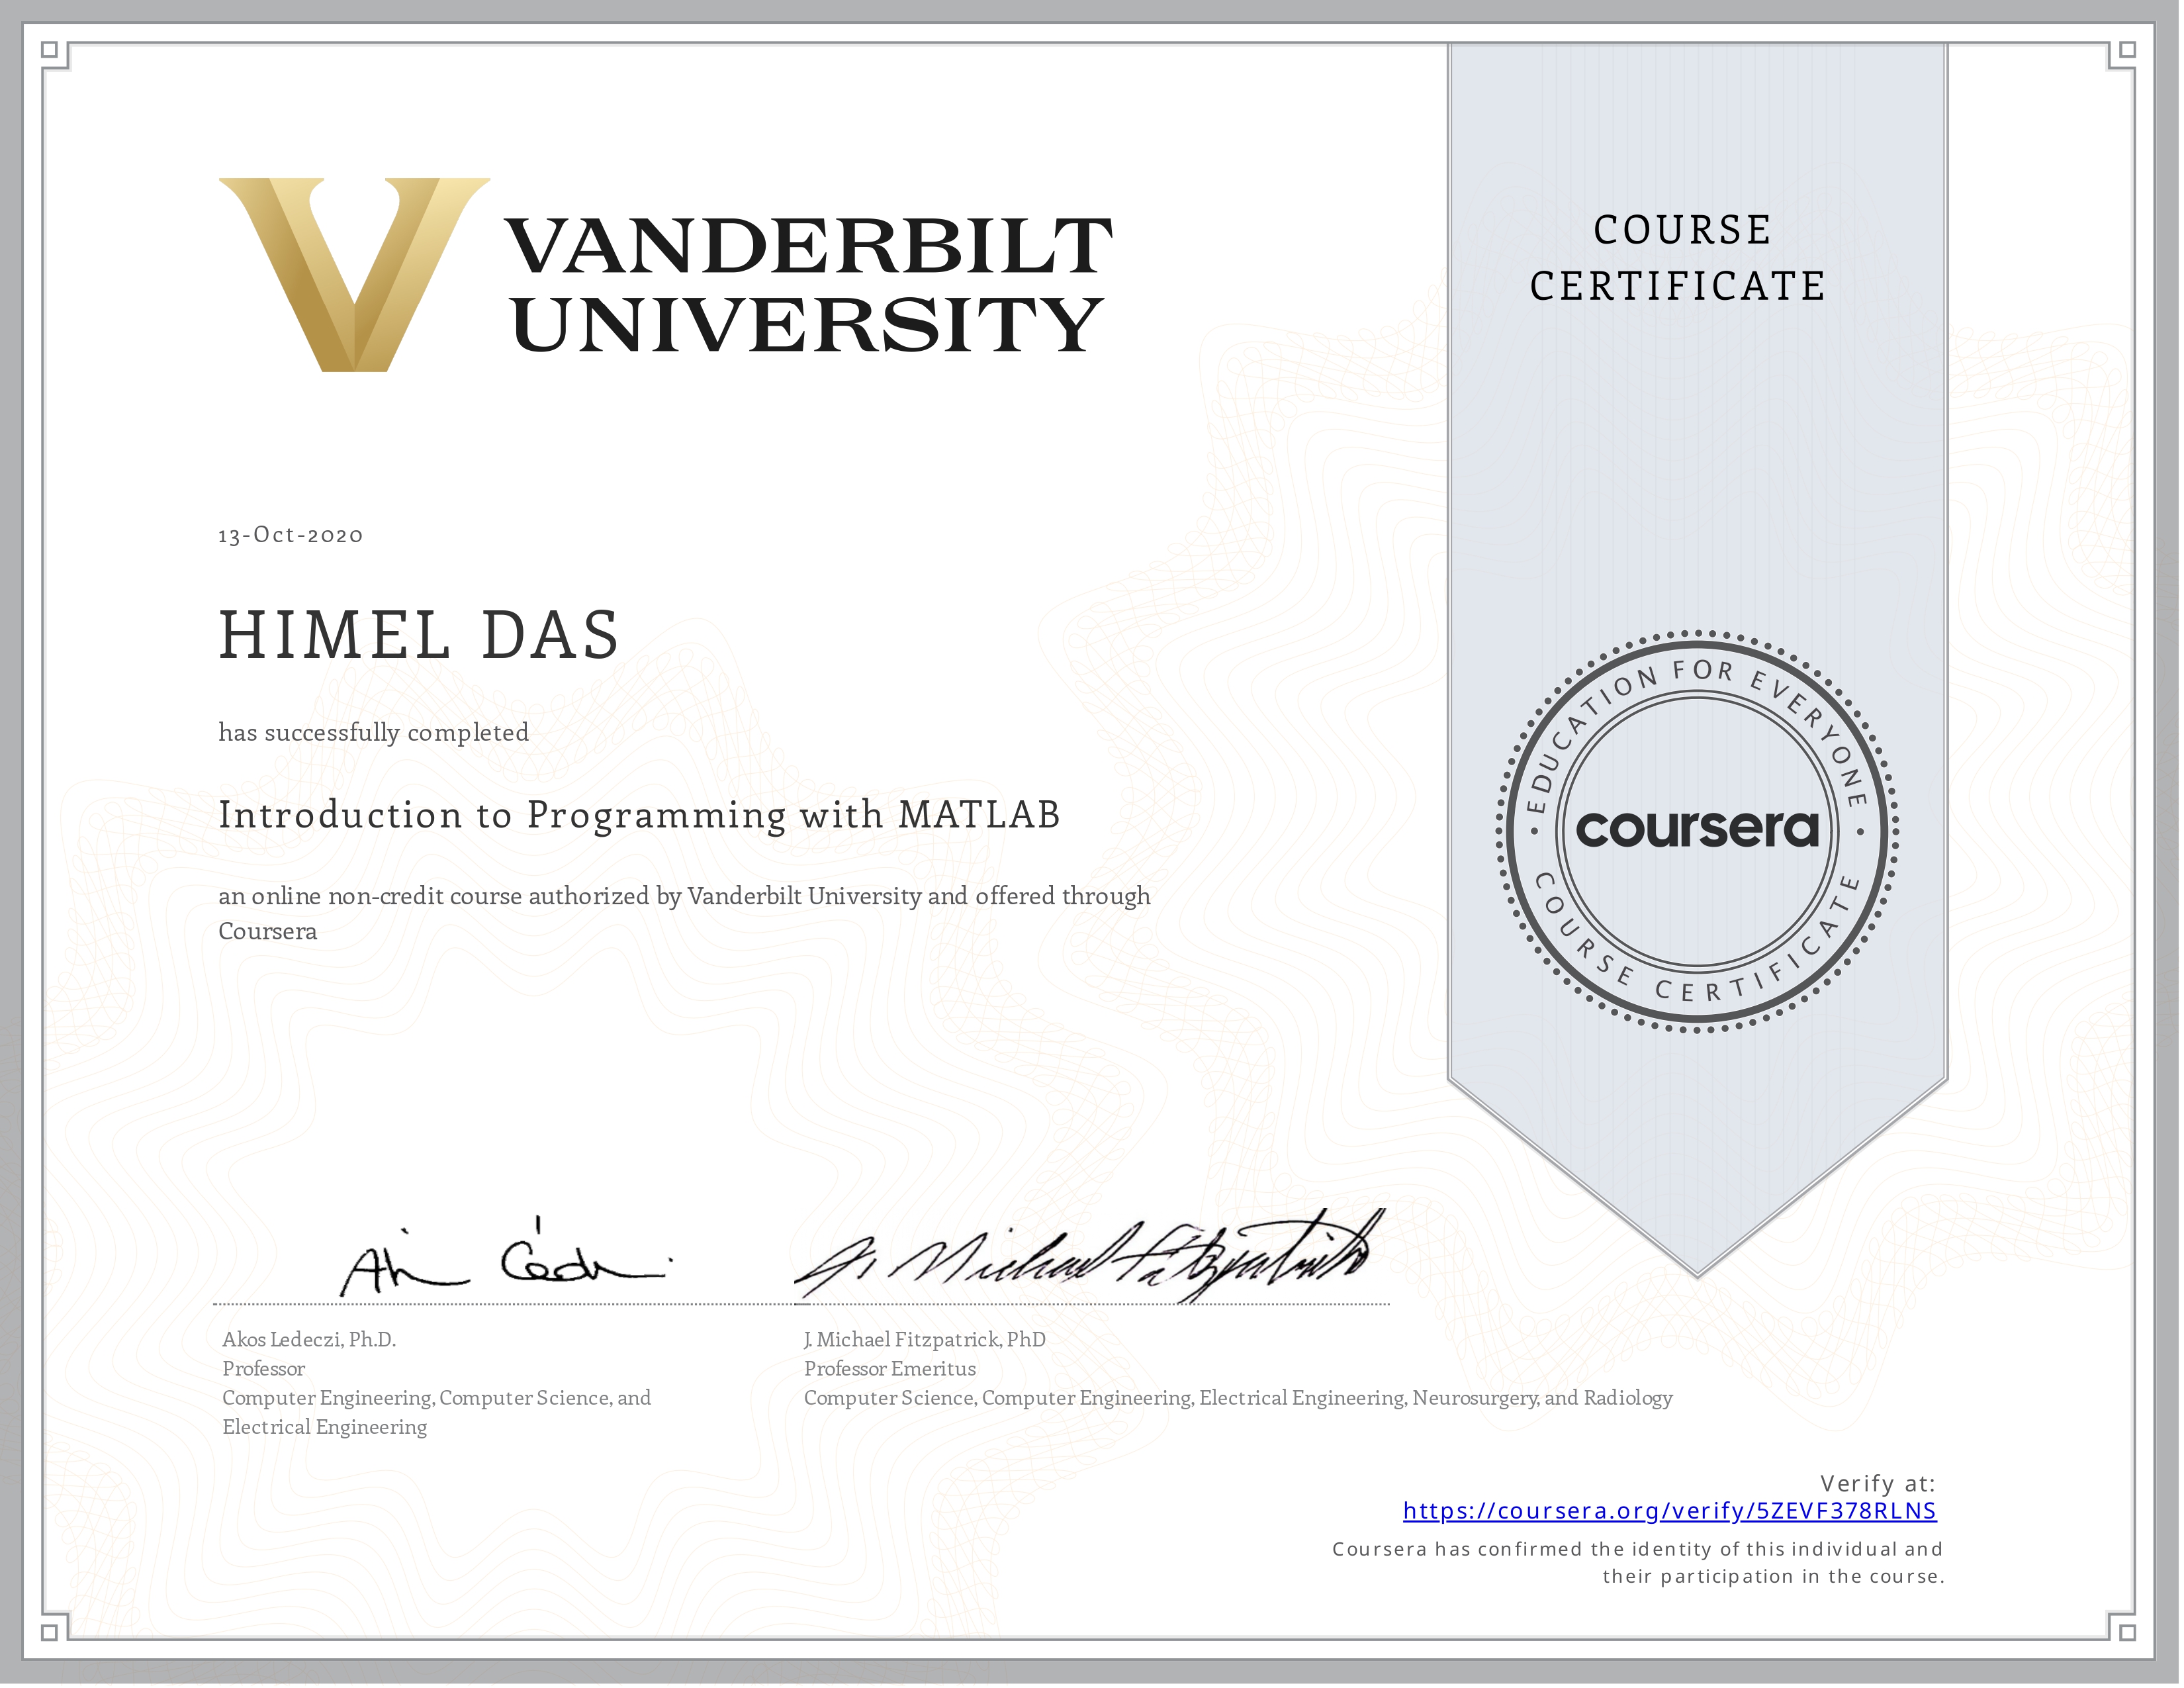 VANDERBILT
UNIVERSITY
COURSE
CERTIFICATE
13-Oct-2020
HIMEL DAS
has successfully completed
Introduction to Programming with MATLAB
an online non-credit course authorized by Vanderbilt University and offered through
Coursera
EDUCATION FOR EVERYONE
coursera
COURSE CERTIFICATE
J. Michael Fitzpatrick
Akos Ledeczi, Ph.D.
Professor
Computer Engineering, Computer Science, and
Electrical Engineering
J. Michael Fitzpatrick, PhD
Professor Emeritus
Computer Science, Computer Engineering, Electrical Engineering, Neurosurgery, and Radiology
Verify at:
https://coursera.org/verify/5ZEVF378RLNS
Coursera has confirmed the identity of this individual and
their participation in the course.